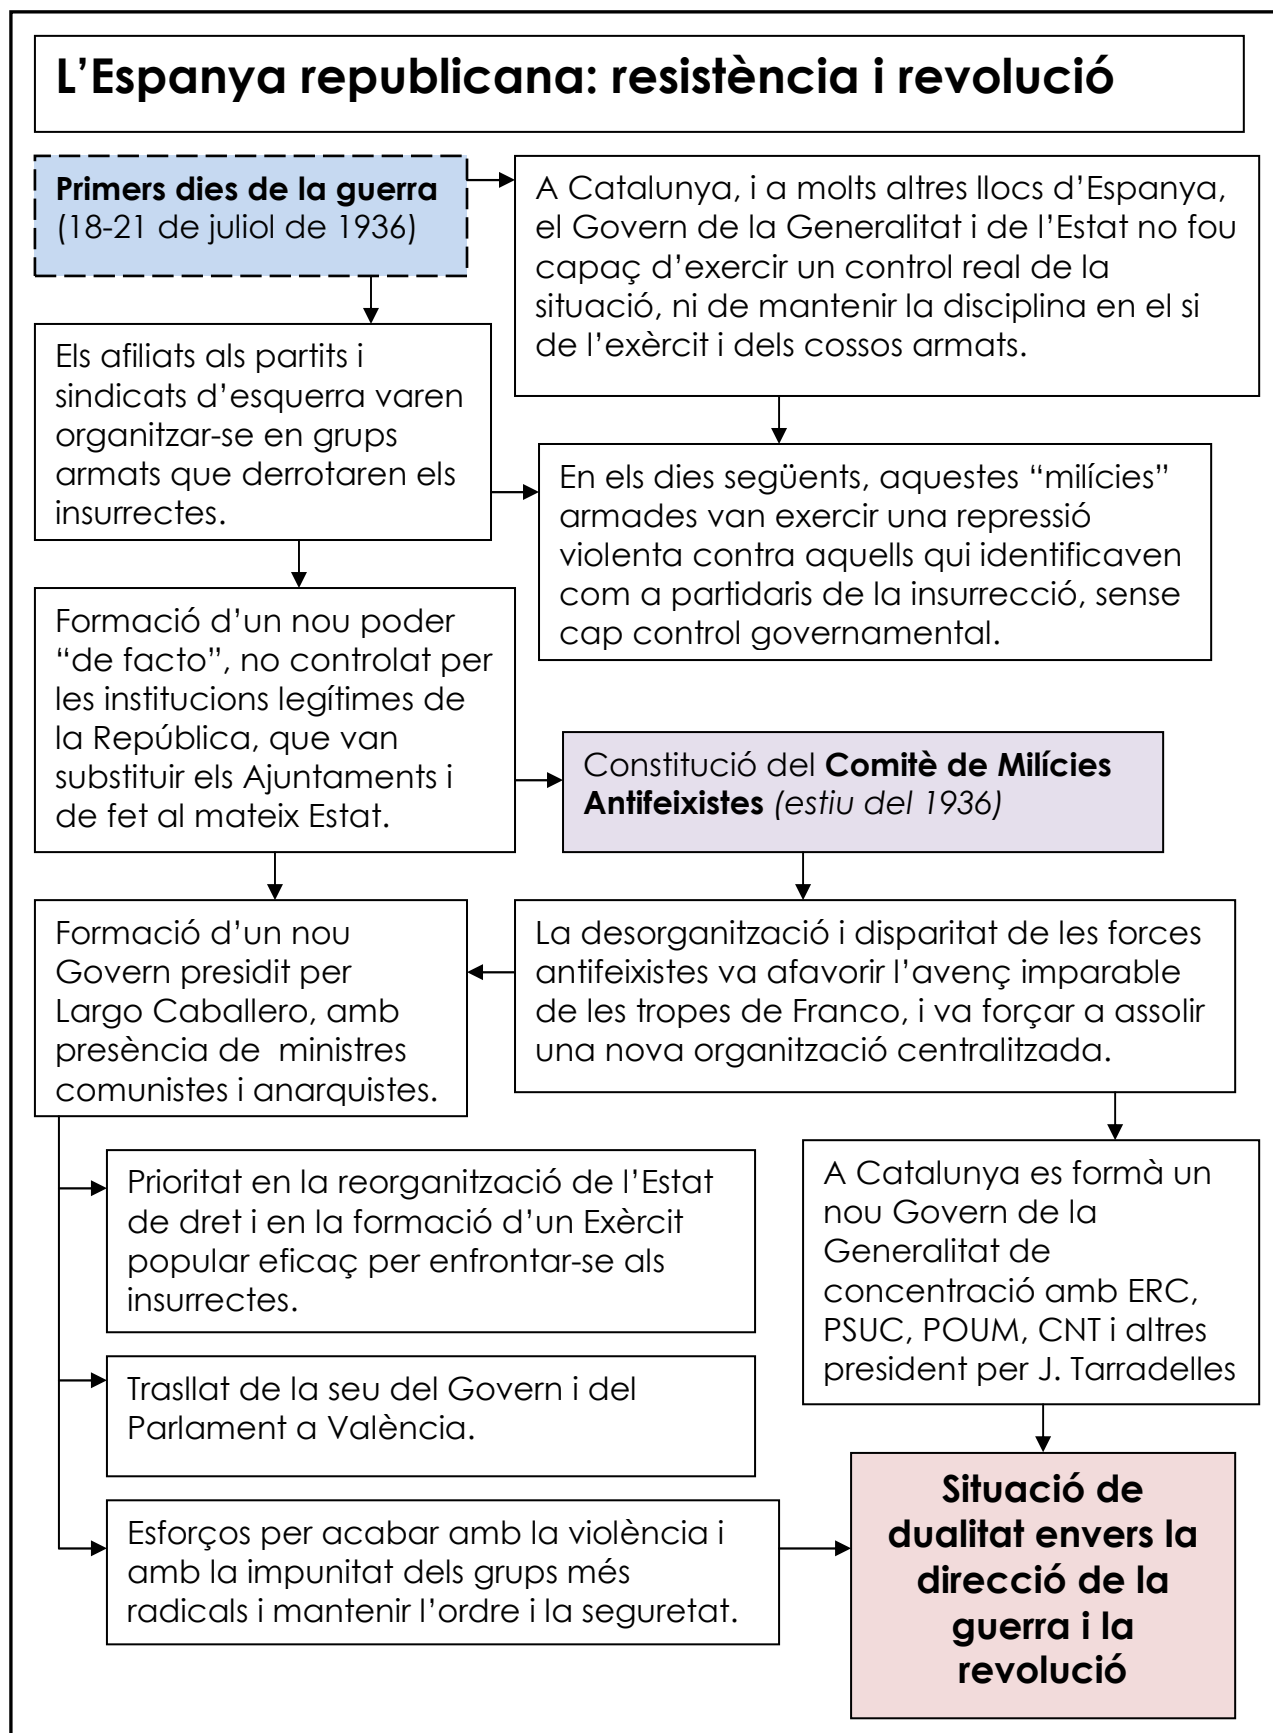 L’Espanya republicana: resistència i revolució
Primers dies de la guerra
(18-21 de juliol de 1936)
A Catalunya, i a molts altres llocs d’Espanya,
el Govern de la Generalitat i de l’Estat no fou
capaç d’exercir un control real de la
situació, ni de mantenir la disciplina en el si
de l’exèrcit i dels cossos armats.
Els afiliats als partits i
sindicats d’esquerra varen
organitzar-se en grups
armats que derrotaren els
insurrectes.
En els dies següents, aquestes “milícies”
armades van exercir una repressió
violenta contra aquells qui identificaven
com a partidaris de la insurrecció, sense
cap control governamental.
Formació d’un nou poder
“de facto”, no controlat per
les institucions legítimes de
la República, que van
substituir els Ajuntaments i
de fet al mateix Estat.
Constitució del Comitè de Milícies
Antifeixistes (estiu del 1936)
Formació d’un nou
Govern presidit per
Largo Caballero, amb
presència de ministres
comunistes i anarquistes.
La desorganització i disparitat de les forces
antifeixistes va afavorir l’avenç imparable
de les tropes de Franco, i va forçar a assolir
una nova organització centralitzada.
Prioritat en la reorganització de l’Estat
de dret i en la formació d’un Exèrcit
popular eficaç per enfrontar-se als
insurrectes.
A Catalunya es formà un
nou Govern de la
Generalitat de
concentració amb ERC,
PSUC, POUM, CNT i altres
president per J. Tarradelles
Trasllat de la seu del Govern i del
Parlament a València.
Esforços per acabar amb la violència i
amb la impunitat dels grups més
radicals i mantenir l’ordre i la seguretat.
Situació de
dualitat envers la
direcció de la
guerra i la
revolució